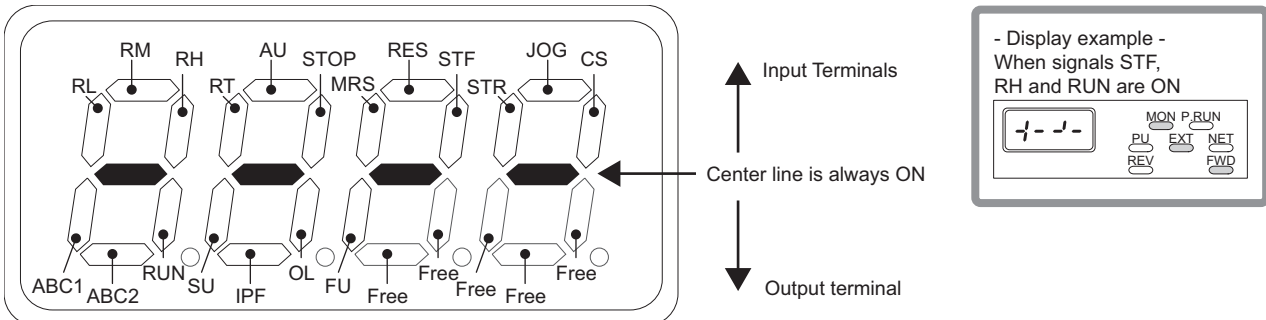 RL
RM
RH
RT
AU
STOP
MRS
RES
STF
STR
JOG
CS
ABC1
ABC2
RUN
SU
IPF
OL
FU
Free
Free
Free
Free
Free
Input Terminals
Center line is always ON
Output terminal
- Display example -
When signals STF,
RH and RUN are ON
MON P.RUN
PU EXT NET
REV FWD